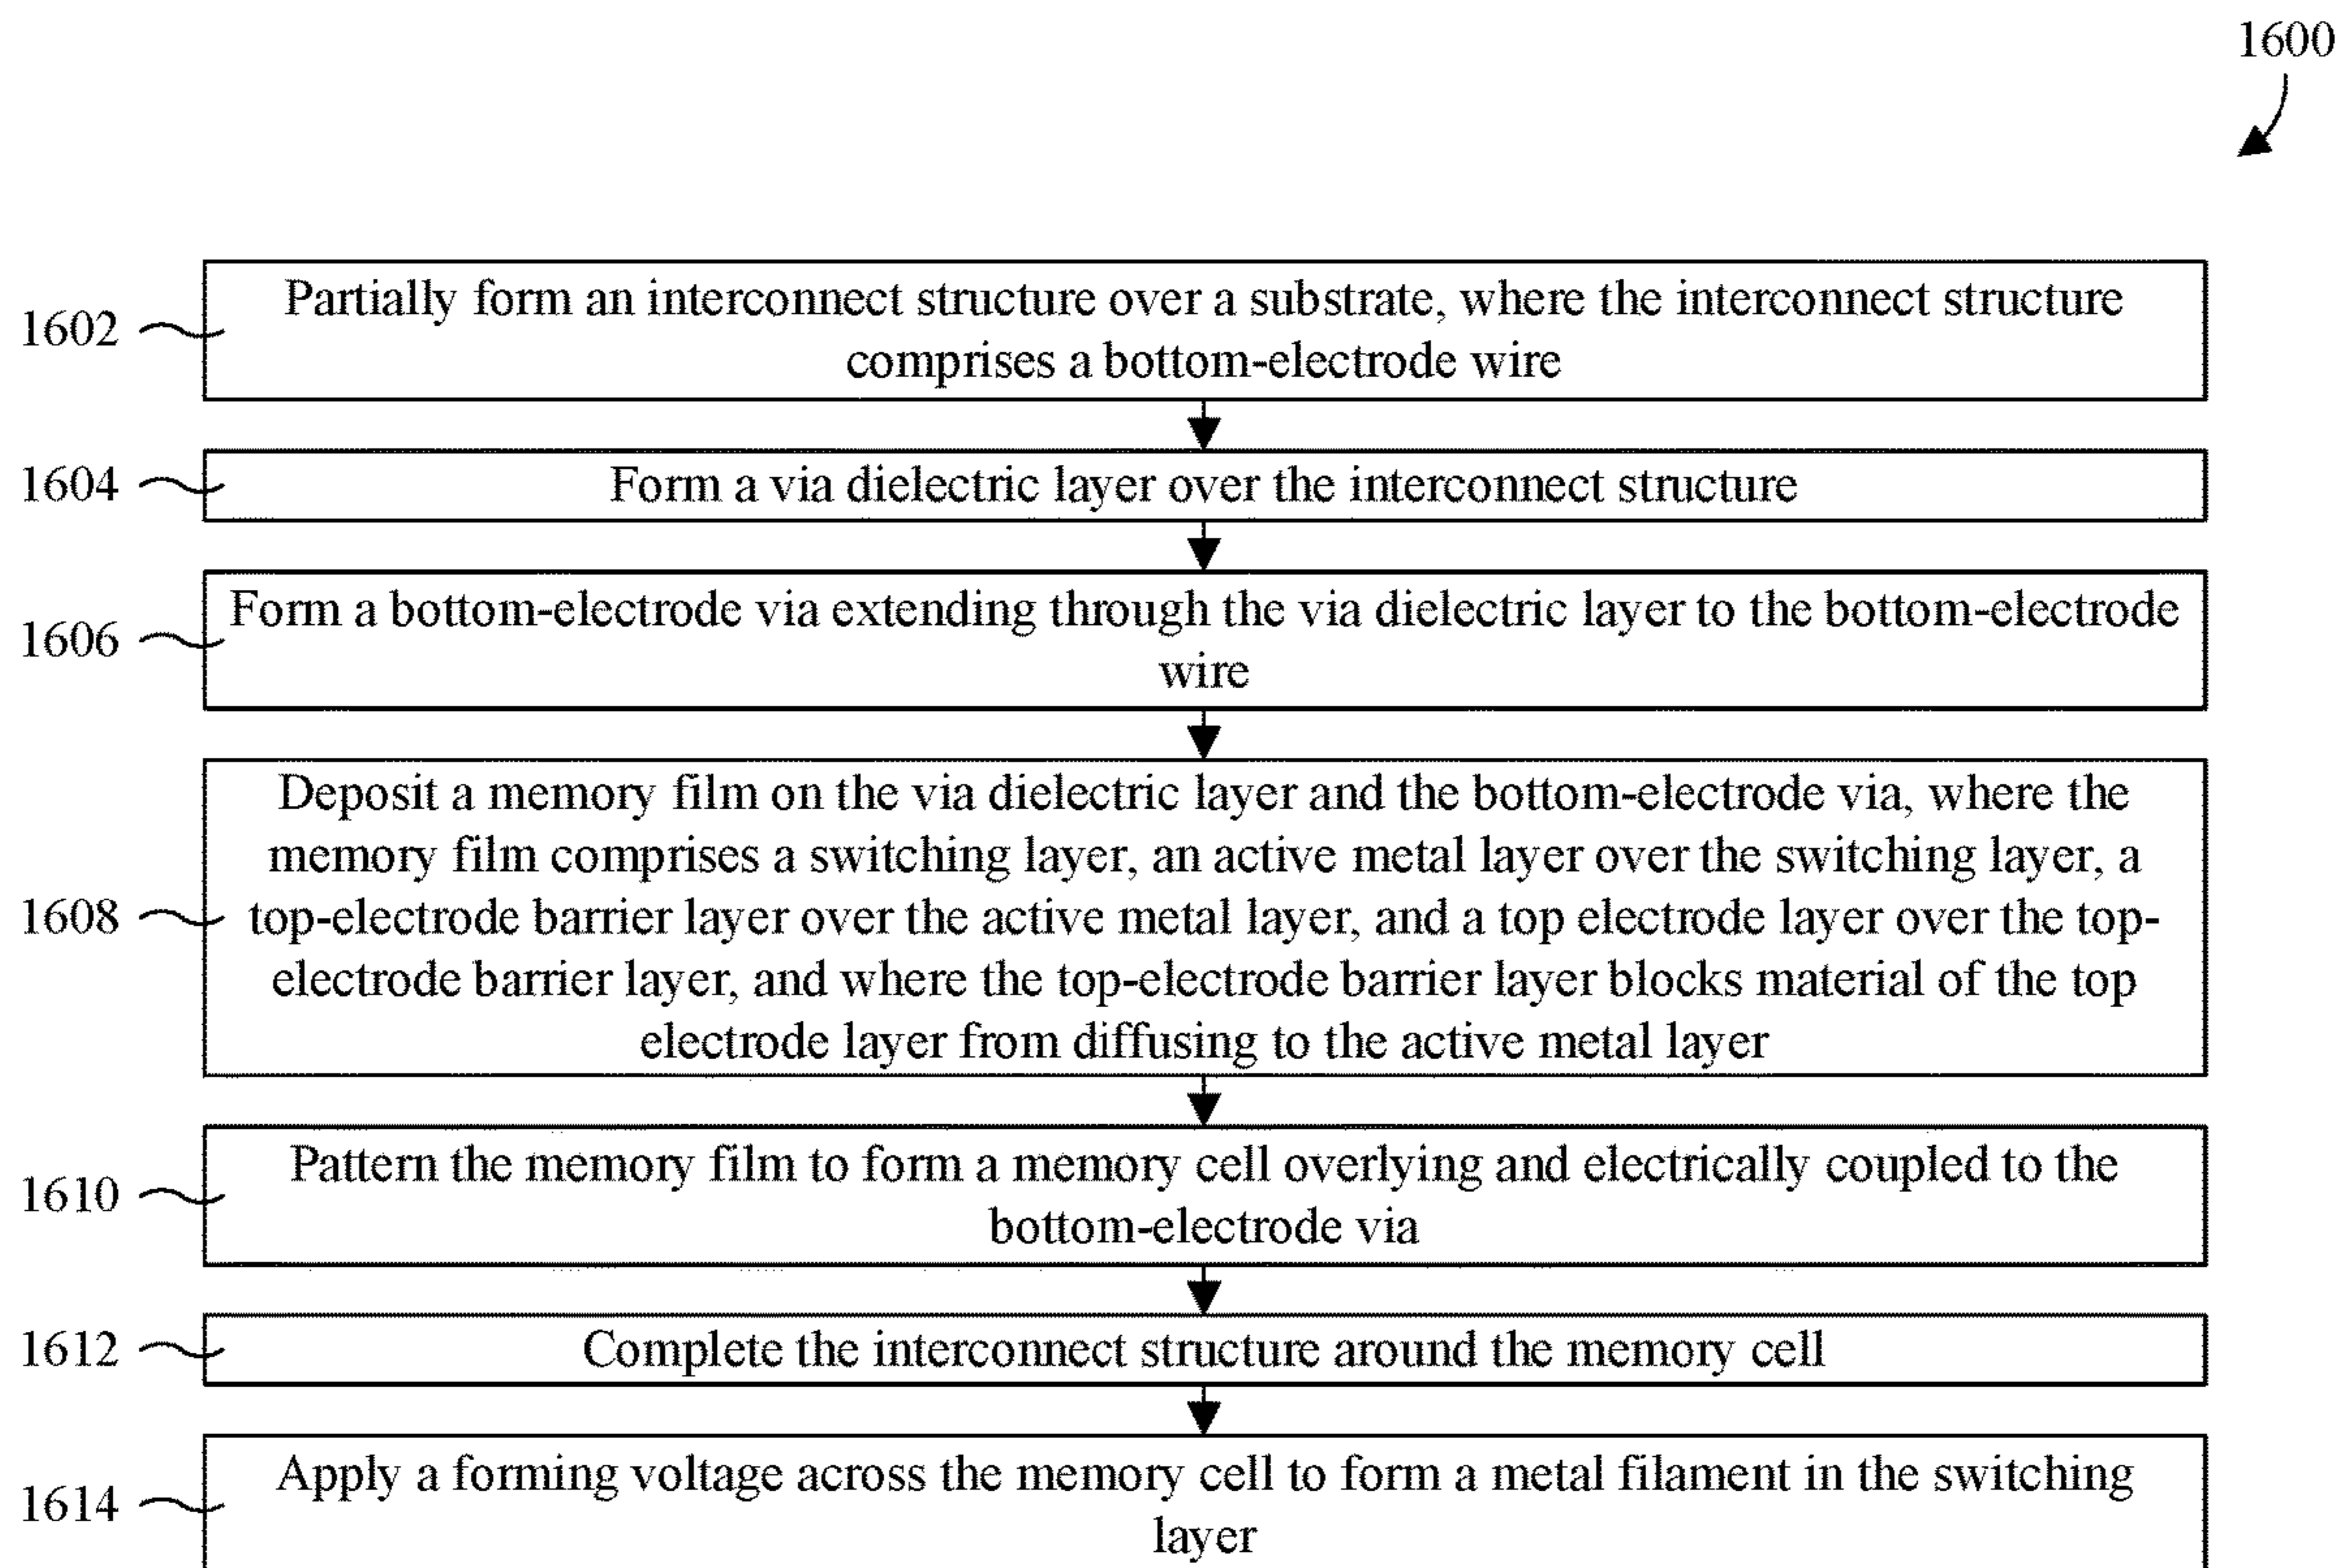 1600
1602
Partially form an interconnect structure over a substrate, where the interconnect structure
comprises a bottom-electrode wire
1604
Form a via dielectric layer over the interconnect structure
1606
Form a bottom-electrode via extending through the via dielectric layer to the bottom-electrode
wire
1608
Deposit a memory film on the via dielectric layer and the bottom-electrode via, where the
memory film comprises a switching layer, an active metal layer over the switching layer, a
top-electrode barrier layer over the active metal layer, and a top electrode layer over the top-
electrode barrier layer, and where the top-electrode barrier layer blocks material of the top
electrode layer from diffusing to the active metal layer
1610
Pattern the memory film to form a memory cell overlying and electrically coupled to the
bottom-electrode via
1612
Complete the interconnect structure around the memory cell
1614
Apply a forming voltage across the memory cell to form a metal filament in the switching
layer